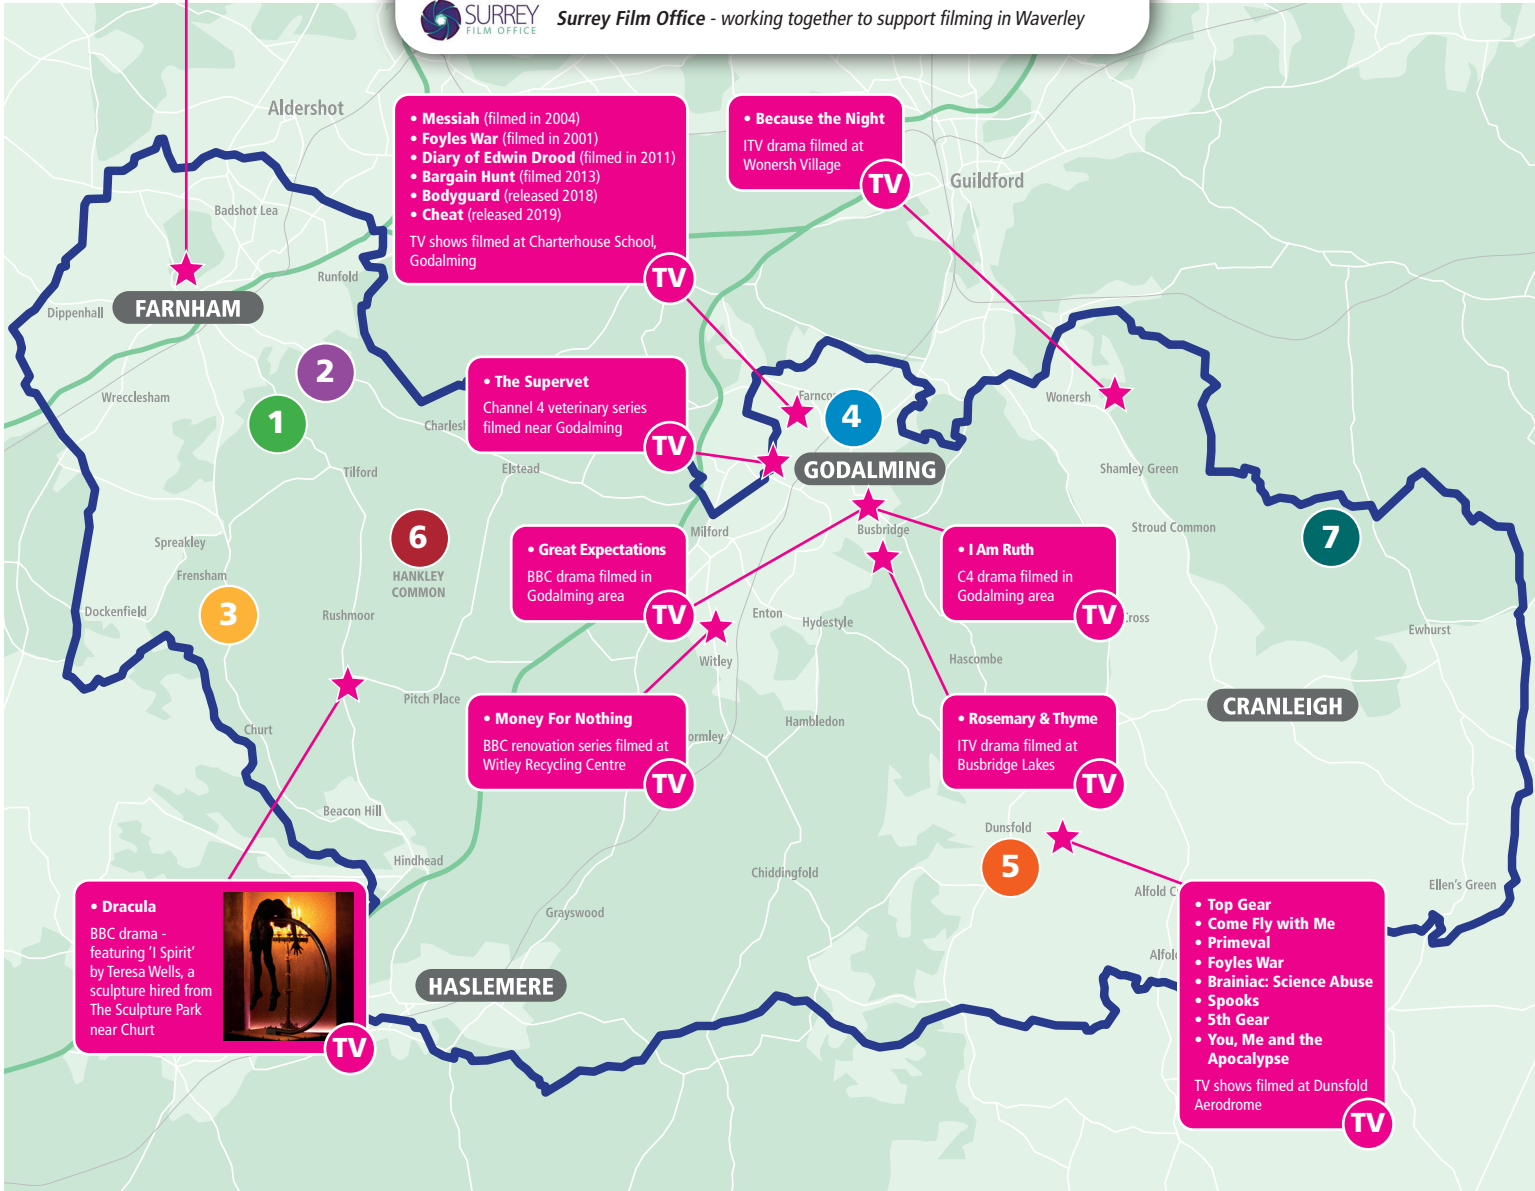 SURREY
FILM OFFICE
Surrey Film Office - working together to support filming in Waverley
Aldershot
• Messiah (filmed in 2004)
• Foyles War (filmed in 2001)
• Diary of Edwin Drood (filmed in 2011)
• Bargain Hunt (filmed 2013)
• Bodyguard (released 2018)
• Cheat (released 2019)
TV shows filmed at Charterhouse School,
Godalming
TV
• Because the Night
ITV drama filmed at
Wonersh Village
TV
Guildford
Badshot Lea
Runfold
Dippenhall
FARNHAM
2
Wrecclesham
1
• The Supervet
Channel 4 veterinary series
filmed near Godalming
TV
4
Wonersh
GODALMING
Tilford
Elstead
Shamley Green
6
HANKLEY
COMMON
Spreakley
Frensham
Milford
Busbridge
Stroud Common
7
• Great Expectations
BBC drama filmed in
Godalming area
TV
• I Am Ruth
C4 drama filmed in
Godalming area
TV
Dockenfield
3
Rushmoor
Enton
Hydestyle
Cross
Ewhurst
Witley
Hascombe
Pitch Place
CRANLEIGH
Churt
• Money For Nothing
BBC renovation series filmed at
Witley Recycling Centre
TV
ormley
Hambledon
• Rosemary & Thyme
ITV drama filmed at
Busbridge Lakes
TV
Beacon Hill
Dunsfold
5
Hindhead
Chiddingfold
Alfold C
Ellen's Green
Grayswood
• Dracula
BBC drama -
featuring ‘I Spirit’
by Teresa Wells, a
sculpture hired from
The Sculpture Park
near Churt
TV
HASLEMERE
Alfol
• Top Gear
• Come Fly with Me
• Primeval
• Foyles War
• Brainiac: Science Abuse
• Spooks
• 5th Gear
• You, Me and the
Apocalypse
TV shows filmed at Dunsfold
Aerodrome
TV